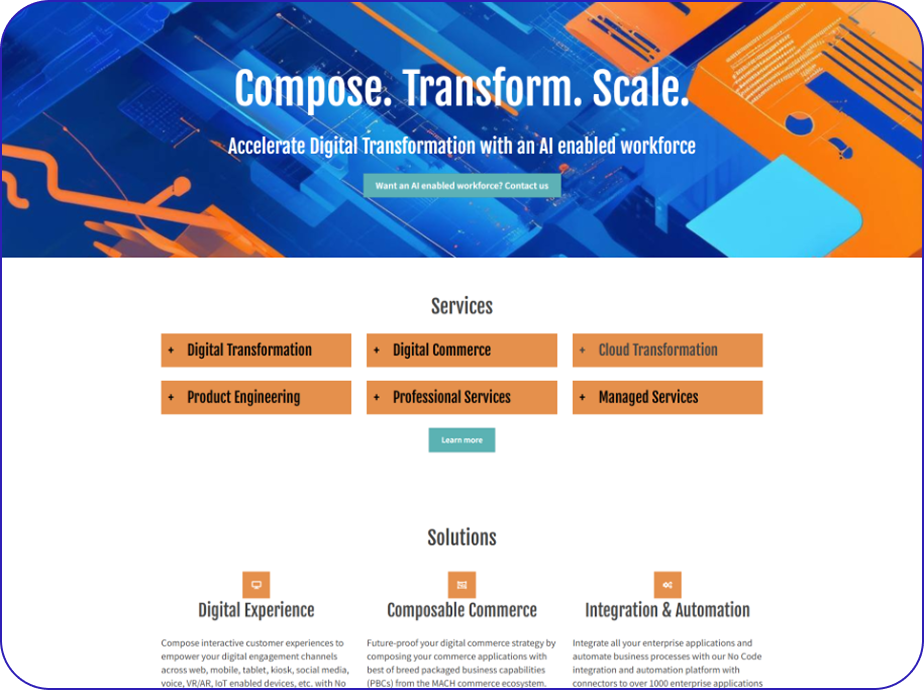 Compose. Transform. Scale.
Accelerate Digital Transformation with an AI enabled workforce
Want an AI enabled workforce? Contact us
Services
+ Digital Transformation
+ Digital Commerce
+ Cloud Transformation
+ Product Engineering
+ Professional Services
+ Managed Services
Learn more
Solutions
Digital Experience
Compose interactive customer experiences to
empower your digital engagement channels
across web, mobile, tablet, kiosk, social media,
voice, VR/AR, IoT enabled devices, etc. with No
Composable Commerce
Future-proof your digital commerce strategy by
composing your commerce applications with
best of breed packaged business capabilities
(PBCs) from the MACH commerce ecosystem.
Integration & Automation
Integrate all your enterprise applications and
automate business processes with our No Code
integration and automation platform with
connectors to over 1000 enterprise applications